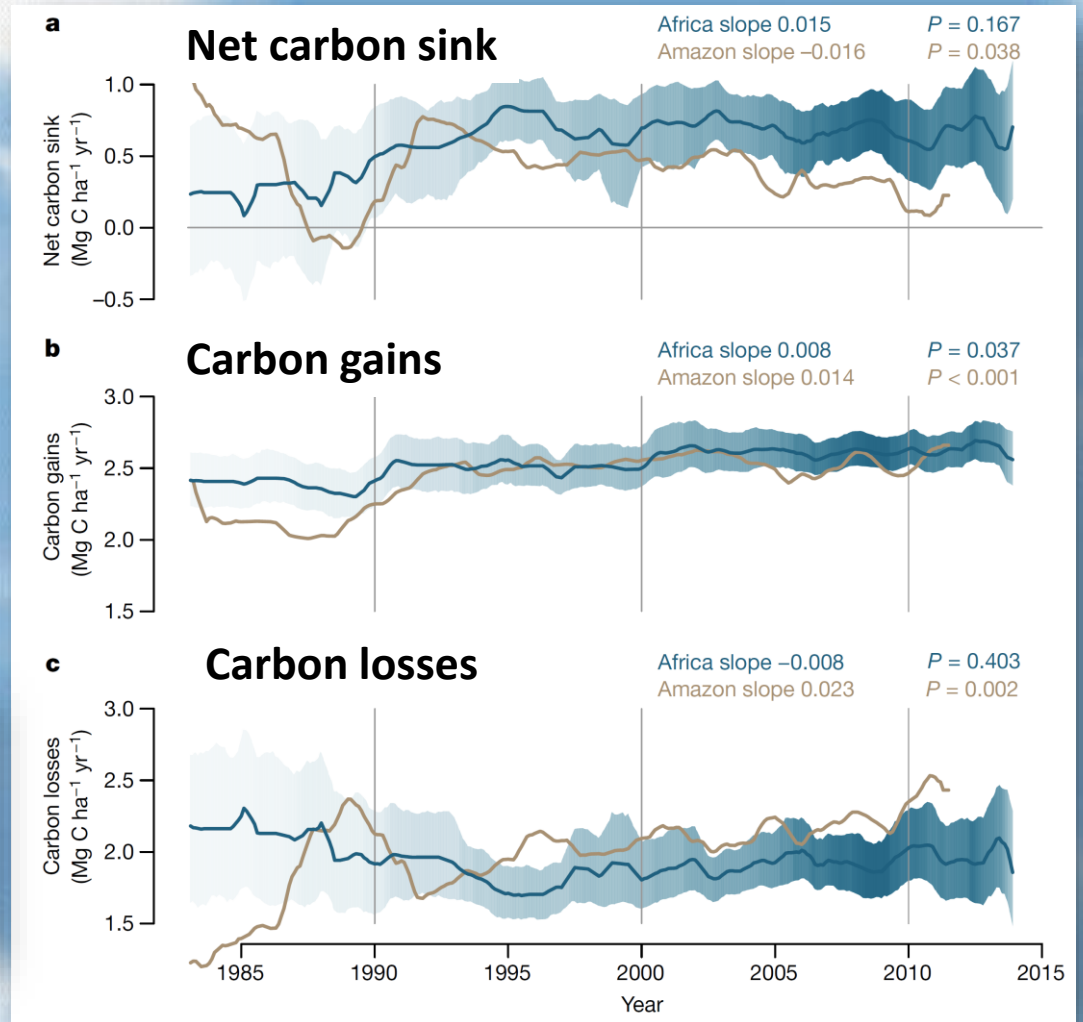 a
Net carbon sink
Africa slope 0.015 P = 0.167
Amazon slope –0.016 P = 0.038
Net carbon sink
(Mg C ha⁻¹ yr⁻¹)
1.0
0.5
0.0
–0.5
b
Carbon gains
Africa slope 0.008 P = 0.037
Amazon slope 0.014 P < 0.001
Carbon gains
(Mg C ha⁻¹ yr⁻¹)
3.0
2.5
2.0
1.5
c
Carbon losses
Africa slope −0.008 P = 0.403
Amazon slope 0.023 P = 0.002
Carbon losses
(Mg C ha⁻¹ yr⁻¹)
3.0
2.5
2.0
1.5
1985 1990 1995 2000 2005 2010 2015
Year